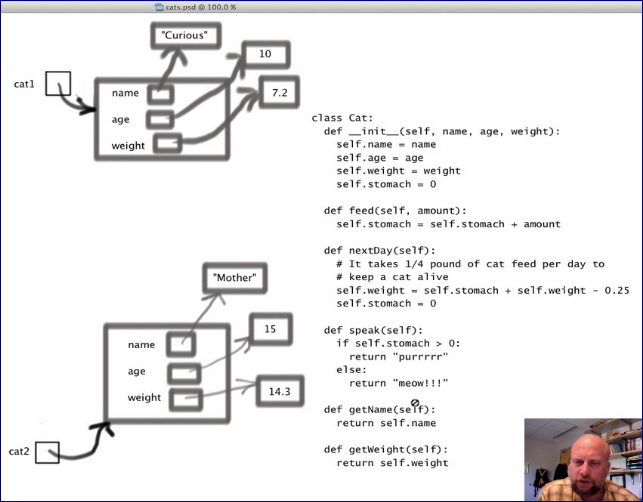 cats.psd @ 100.0 %
"Curious"
10
cat1
name
7.2
age
weight
class Cat:
def __init__(self, name, age, weight):
self.name = name
self.age = age
self.weight = weight
self.stomach = 0
def feed(self, amount):
self.stomach = self.stomach + amount
def nextDay(self):
# It takes 1/4 pound of cat feed per day to
# keep a cat alive
self.weight = self.stomach + self.weight - 0.25
self.stomach = 0
def speak(self):
if self.stomach > 0:
return "purrrrr"
else:
return "meow!!!"
def getName(self):
return self.name
def getWeight(self):
return self.weight
"Mother"
15
name
age
14.3
weight
cat2